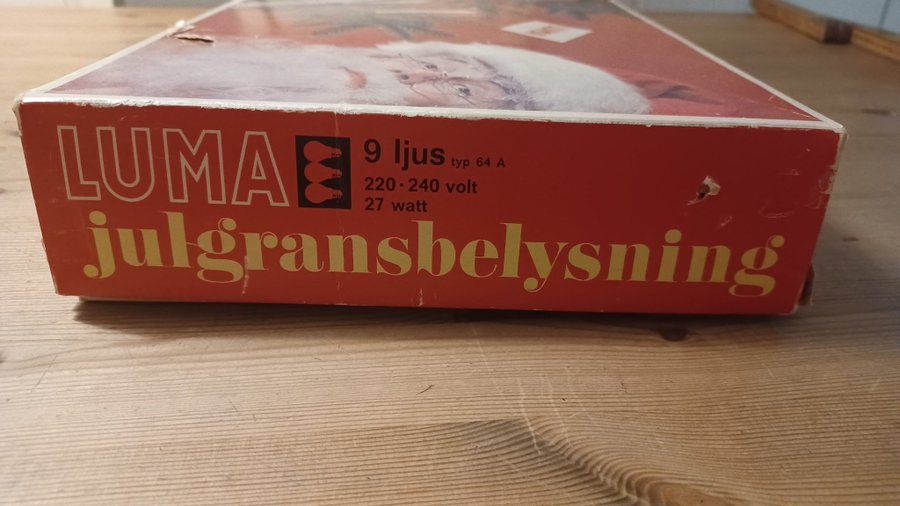 LUMA
9 ljus typ 64 A
220·240 volt
27 watt
julgransbelysning